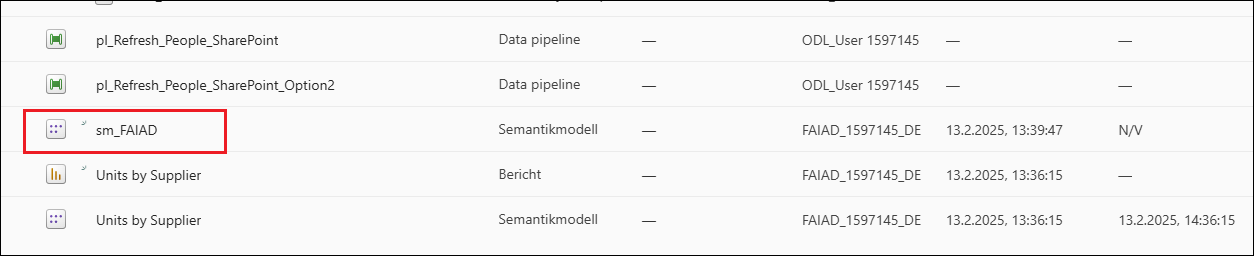 pl_Refresh_People_SharePoint Data pipeline — ODL_User 1597145 — —
pl_Refresh_People_SharePoint_Option2 Data pipeline — ODL_User 1597145 — —
sm_FAIAD Semantikmodell — FAIAD_1597145_DE 13.2.2025, 13:39:47 N/V
Units by Supplier Bericht — FAIAD_1597145_DE 13.2.2025, 13:36:15 —
Units by Supplier Semantikmodell — FAIAD_1597145_DE 13.2.2025, 13:36:15 13.2.2025, 14:36:15